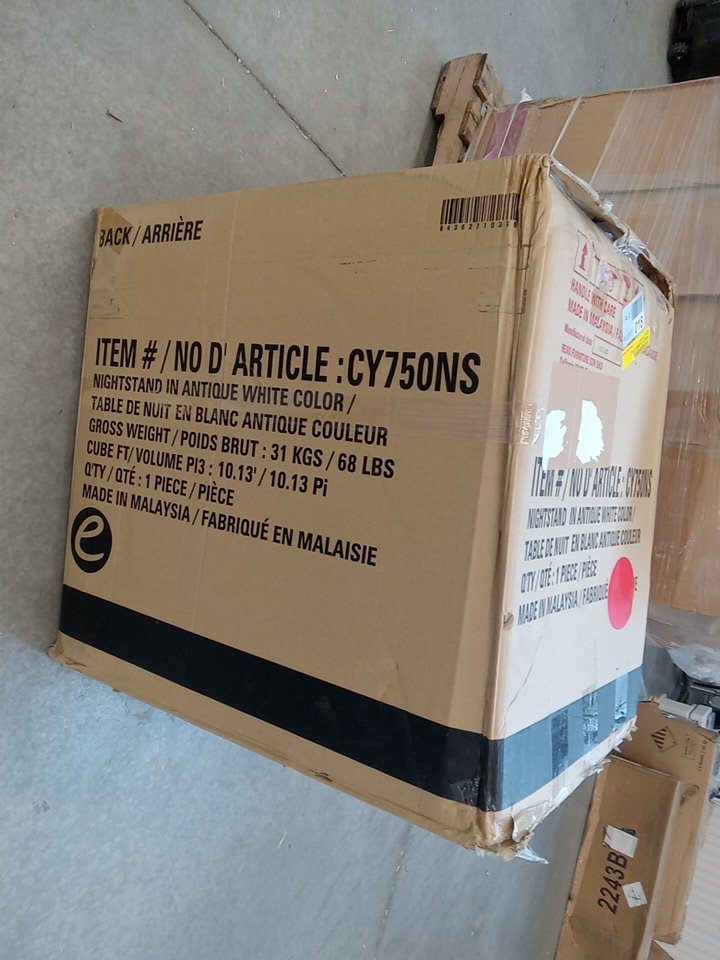 BACK / ARRIÈRE
ITEM # / NO D' ARTICLE : CY750NS
NIGHTSTAND IN ANTIQUE WHITE COLOR /
TABLE DE NUIT EN BLANC ANTIQUE COULEUR
GROSS WEIGHT / POIDS BRUT : 31 KGS / 68 LBS
CUBE FT/ VOLUME PI3 : 10.13' / 10.13 Pi
Q'TY / QTÉ : 1 PIECE / PIÈCE
MADE IN MALAYSIA / FABRIQUÉ EN MALAISIE
e
HANDLE WITH CARE
MADE IN MALAYSIA /
Manufactured date
ITEM # / NO D' ARTICLE : CY750NS
NIGHTSTAND IN ANTIQUE WHITE COLOR /
TABLE DE NUIT EN BLANC ANTIQUE COULEUR
Q'TY / QTÉ : 1 PIECE / PIÈCE
MADE IN MALAYSIA / FABRIQUÉ
2243B